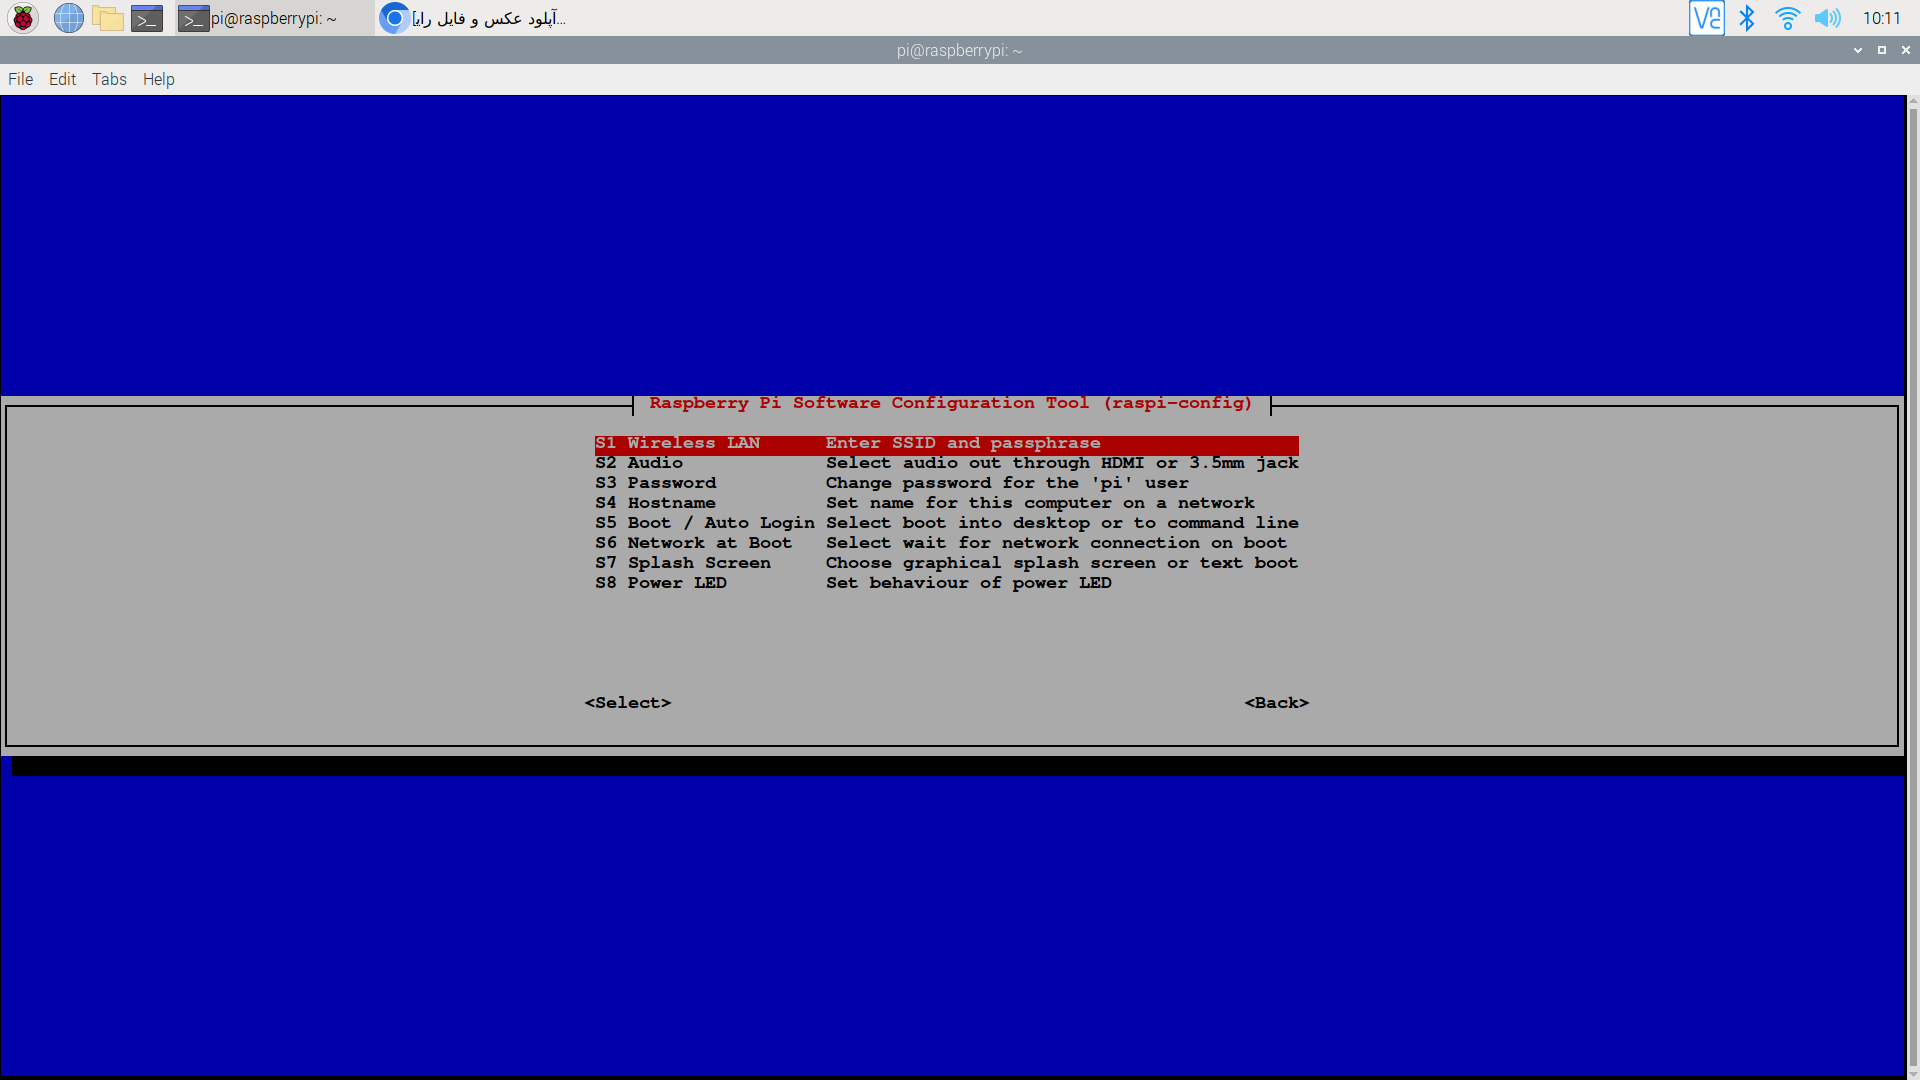 pi@raspberrypi: ~
آپلود عکس و فایل رای...
10:11
pi@raspberrypi: ~
File Edit Tabs Help
Raspberry Pi Software Configuration Tool (raspi-config)
S1 Wireless LAN Enter SSID and passphrase
S2 Audio Select audio out through HDMI or 3.5mm jack
S3 Password Change password for the 'pi' user
S4 Hostname Set name for this computer on a network
S5 Boot / Auto Login Select boot into desktop or to command line
S6 Network at Boot Select wait for network connection on boot
S7 Splash Screen Choose graphical splash screen or text boot
S8 Power LED Set behaviour of power LED
<Select> <Back>